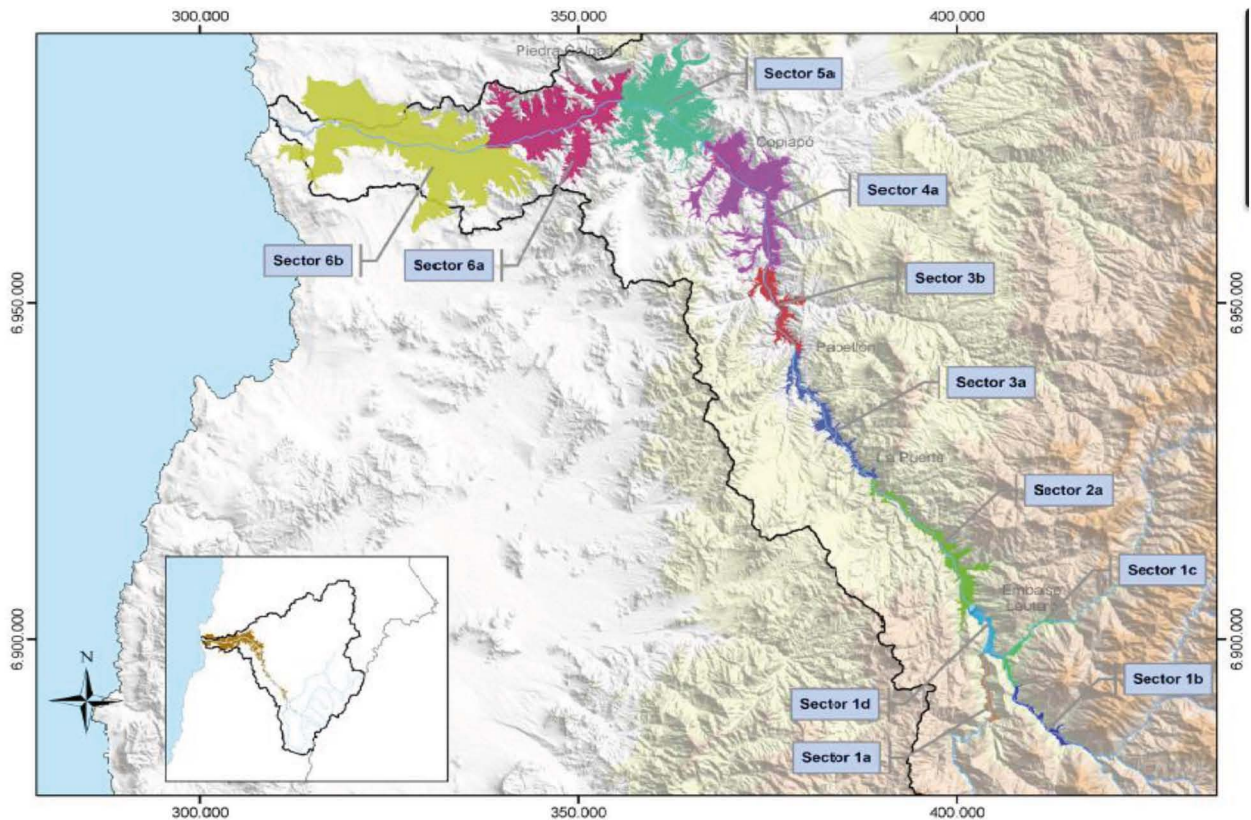 300.000
350.000
400.000
Piedra Colgada
Sector 5a
Copiapó
Sector 4a
Sector 6b
Sector 6a
Sector 3b
6.950.000
6.950.000
Pabellón
Sector 3a
La Puerta
Sector 2a
Sector 1c
Embalse
Lautaro
6.900.000
6.900.000
Sector 1b
N
Sector 1d
Sector 1a
300.000
350.000
400.000